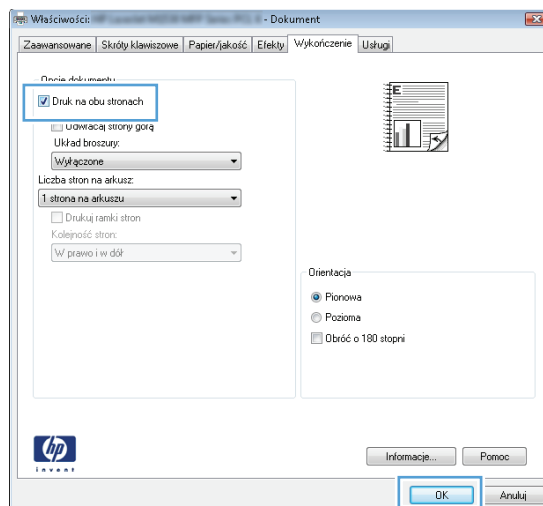 Właściwości: - Dokument
Zaawansowane Skróty klawiszowe Papier/jakość Efekty Wykończenie Usługi
Opcje dokumentu
Druk na obu stronach
Odwracaj strony górą
Układ broszury:
Wyłączone
Liczba stron na arkusz:
1 strona na arkuszu
Drukuj ramki stron
Kolejność stron:
W prawo i w dół
E
Orientacja
Pionowa
Pozioma
Obróć o 180 stopni
hp
invent
Informacje... Pomoc
OK Anuluj